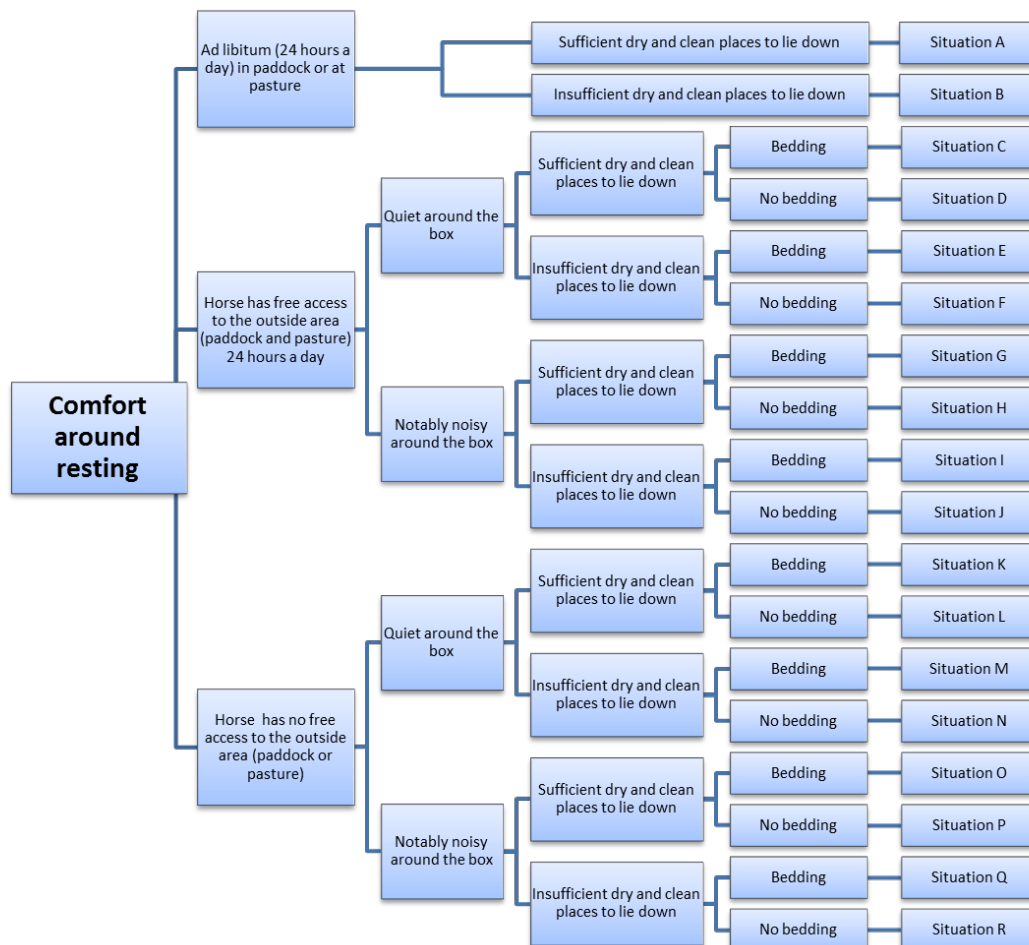 Comfort
around
resting
Ad libitum (24 hours a
day) in paddock or at
pasture
Sufficient dry and clean places to lie down
Situation A
Insufficient dry and clean places to lie down
Situation B
Horse has free access
to the outside area
(paddock and pasture)
24 hours a day
Quiet around the
box
Sufficient dry and clean
places to lie down
Bedding
Situation C
No bedding
Situation D
Insufficient dry and clean
places to lie down
Bedding
Situation E
No bedding
Situation F
Notably noisy
around the box
Sufficient dry and clean
places to lie down
Bedding
Situation G
No bedding
Situation H
Insufficient dry and clean
places to lie down
Bedding
Situation I
No bedding
Situation J
Horse has no free
access to the outside
area (paddock or
pasture)
Quiet around the
box
Sufficient dry and clean
places to lie down
Bedding
Situation K
No bedding
Situation L
Insufficient dry and clean
places to lie down
Bedding
Situation M
No bedding
Situation N
Notably noisy
around the box
Sufficient dry and clean
places to lie down
Bedding
Situation O
No bedding
Situation P
Insufficient dry and clean
places to lie down
Bedding
Situation Q
No bedding
Situation R